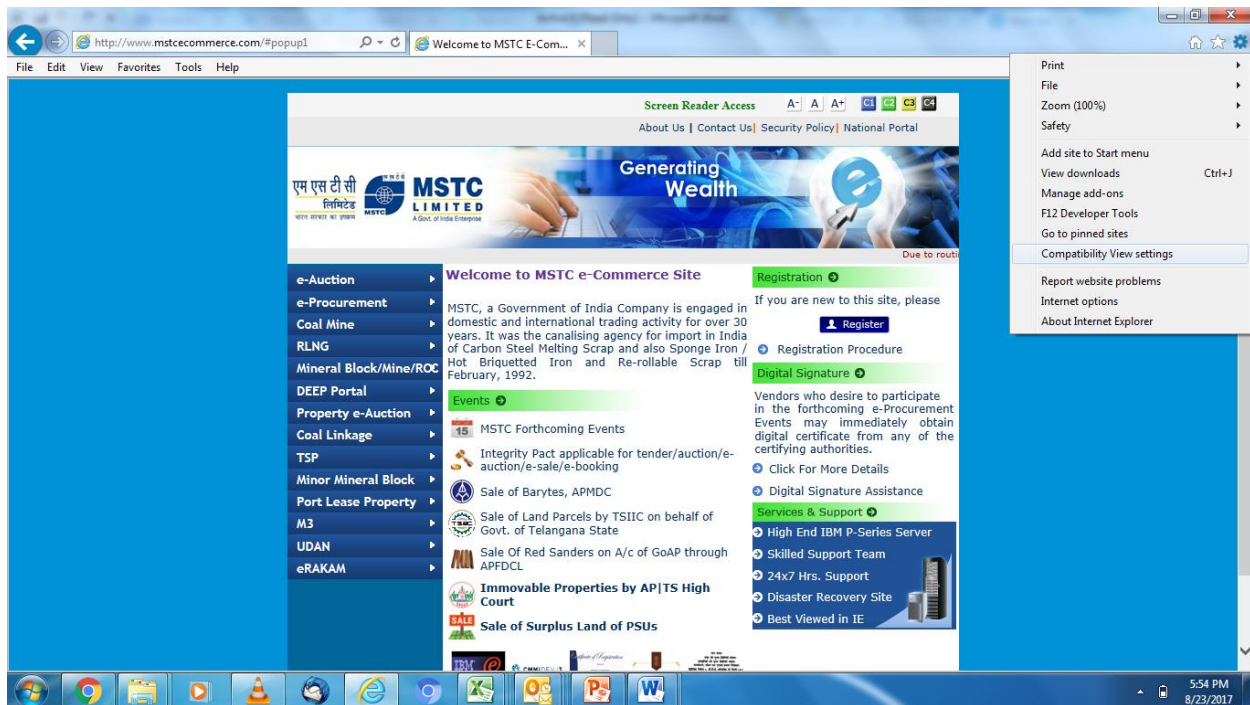 http://www.mstcecommerce.com/#popup1
Welcome to MSTC E-Com...
File Edit View Favorites Tools Help
Print
File
Zoom (100%)
Safety
Add site to Start menu
View downloads Ctrl+J
Manage add-ons
F12 Developer Tools
Go to pinned sites
Compatibility View settings
Report website problems
Internet options
About Internet Explorer
Screen Reader Access A- A A+ C1 C2 C3 C4
About Us | Contact Us| Security Policy| National Portal
एम एस टी सी
लिमिटेड
भारत सरकार का उपक्रम
MSTC
MSTC
LIMITED
A Govt. of India Enterprise
Generating
Wealth
Due to routi
e-Auction
e-Procurement
Coal Mine
RLNG
Mineral Block/Mine/ROC
DEEP Portal
Property e-Auction
Coal Linkage
TSP
Minor Mineral Block
Port Lease Property
M3
UDAN
eRAKAM
Welcome to MSTC e-Commerce Site
MSTC, a Government of India Company is engaged in
domestic and international trading activity for over 30
years. It was the canalising agency for import in India
of Carbon Steel Melting Scrap and also Sponge Iron /
Hot Briquetted Iron and Re-rollable Scrap till
February, 1992.
Events
15
MSTC Forthcoming Events
Integrity Pact applicable for tender/auction/e-
auction/e-sale/e-booking
Sale of Barytes, APMDC
Sale of Land Parcels by TSIIC on behalf of
Govt. of Telangana State
Sale Of Red Sanders on A/c of GoAP through
APFDCL
Immovable Properties by AP|TS High
Court
SALE
Sale of Surplus Land of PSUs
IBM
Registration
If you are new to this site, please
Register
Registration Procedure
Digital Signature
Vendors who desire to participate
in the forthcoming e-Procurement
Events may immediately obtain
digital certificate from any of the
certifying authorities.
Click For More Details
Digital Signature Assistance
Services & Support
High End IBM P-Series Server
Skilled Support Team
24x7 Hrs. Support
Disaster Recovery Site
Best Viewed in IE
5:54 PM
8/23/2017